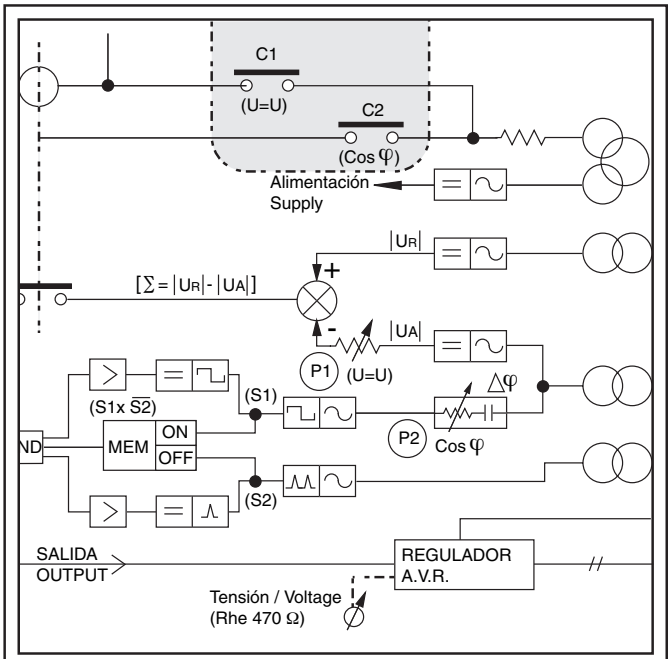 C1
(U=U)
C2
(Cos φ)
Alimentación
Supply
|UR|
+
[∑ = |UR| - |UA|]
-
|UA|
P1
(U=U)
Δφ
(S1)
(S1x S̅2̅)
ON
ND
MEM
OFF
P2
Cos φ
(S2)
SALIDA
OUTPUT
REGULADOR
A.V.R.
Tensión / Voltage
(Rhe 470 Ω)